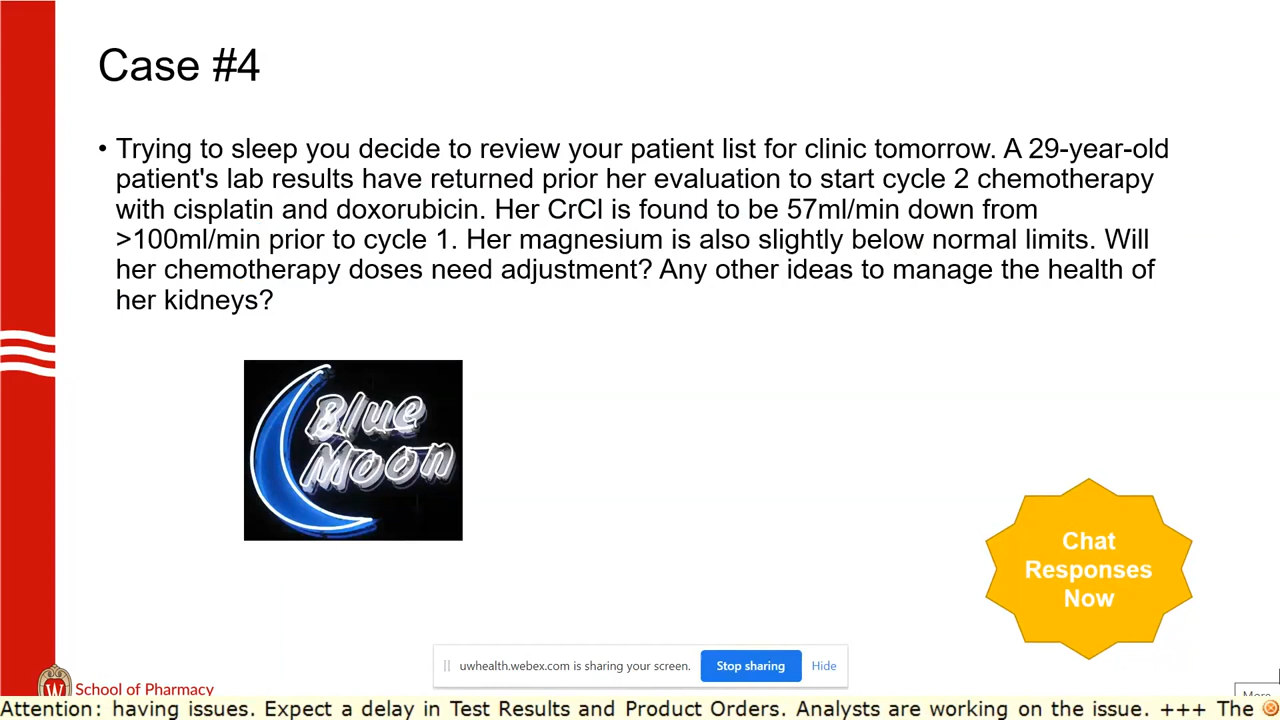 Case #4
• Trying to sleep you decide to review your patient list for clinic tomorrow. A 29-year-old
patient's lab results have returned prior her evaluation to start cycle 2 chemotherapy
with cisplatin and doxorubicin. Her CrCl is found to be 57ml/min down from
>100ml/min prior to cycle 1. Her magnesium is also slightly below normal limits. Will
her chemotherapy doses need adjustment? Any other ideas to manage the health of
her kidneys?
Blue
Moon
Chat
Responses
Now
uwhealth.webex.com is sharing your screen.
Stop sharing
Hide
W
School of Pharmacy
More
Attention: having issues. Expect a delay in Test Results and Product Orders. Analysts are working on the issue. +++ The